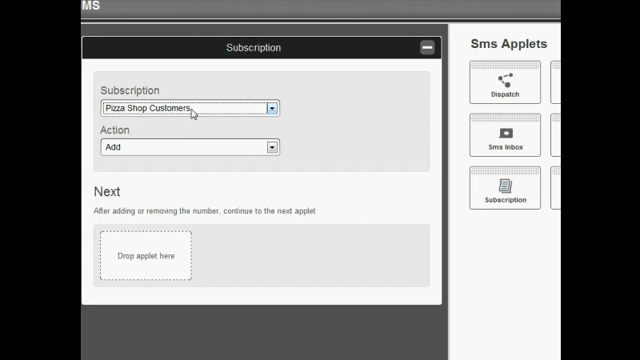 MS
Subscription
Sms Applets
Subscription
Pizza Shop Customers
Dispatch
Action
Add
Sms Inbox
Next
Subscription
After adding or removing the number, continue to the next applet
Drop applet here